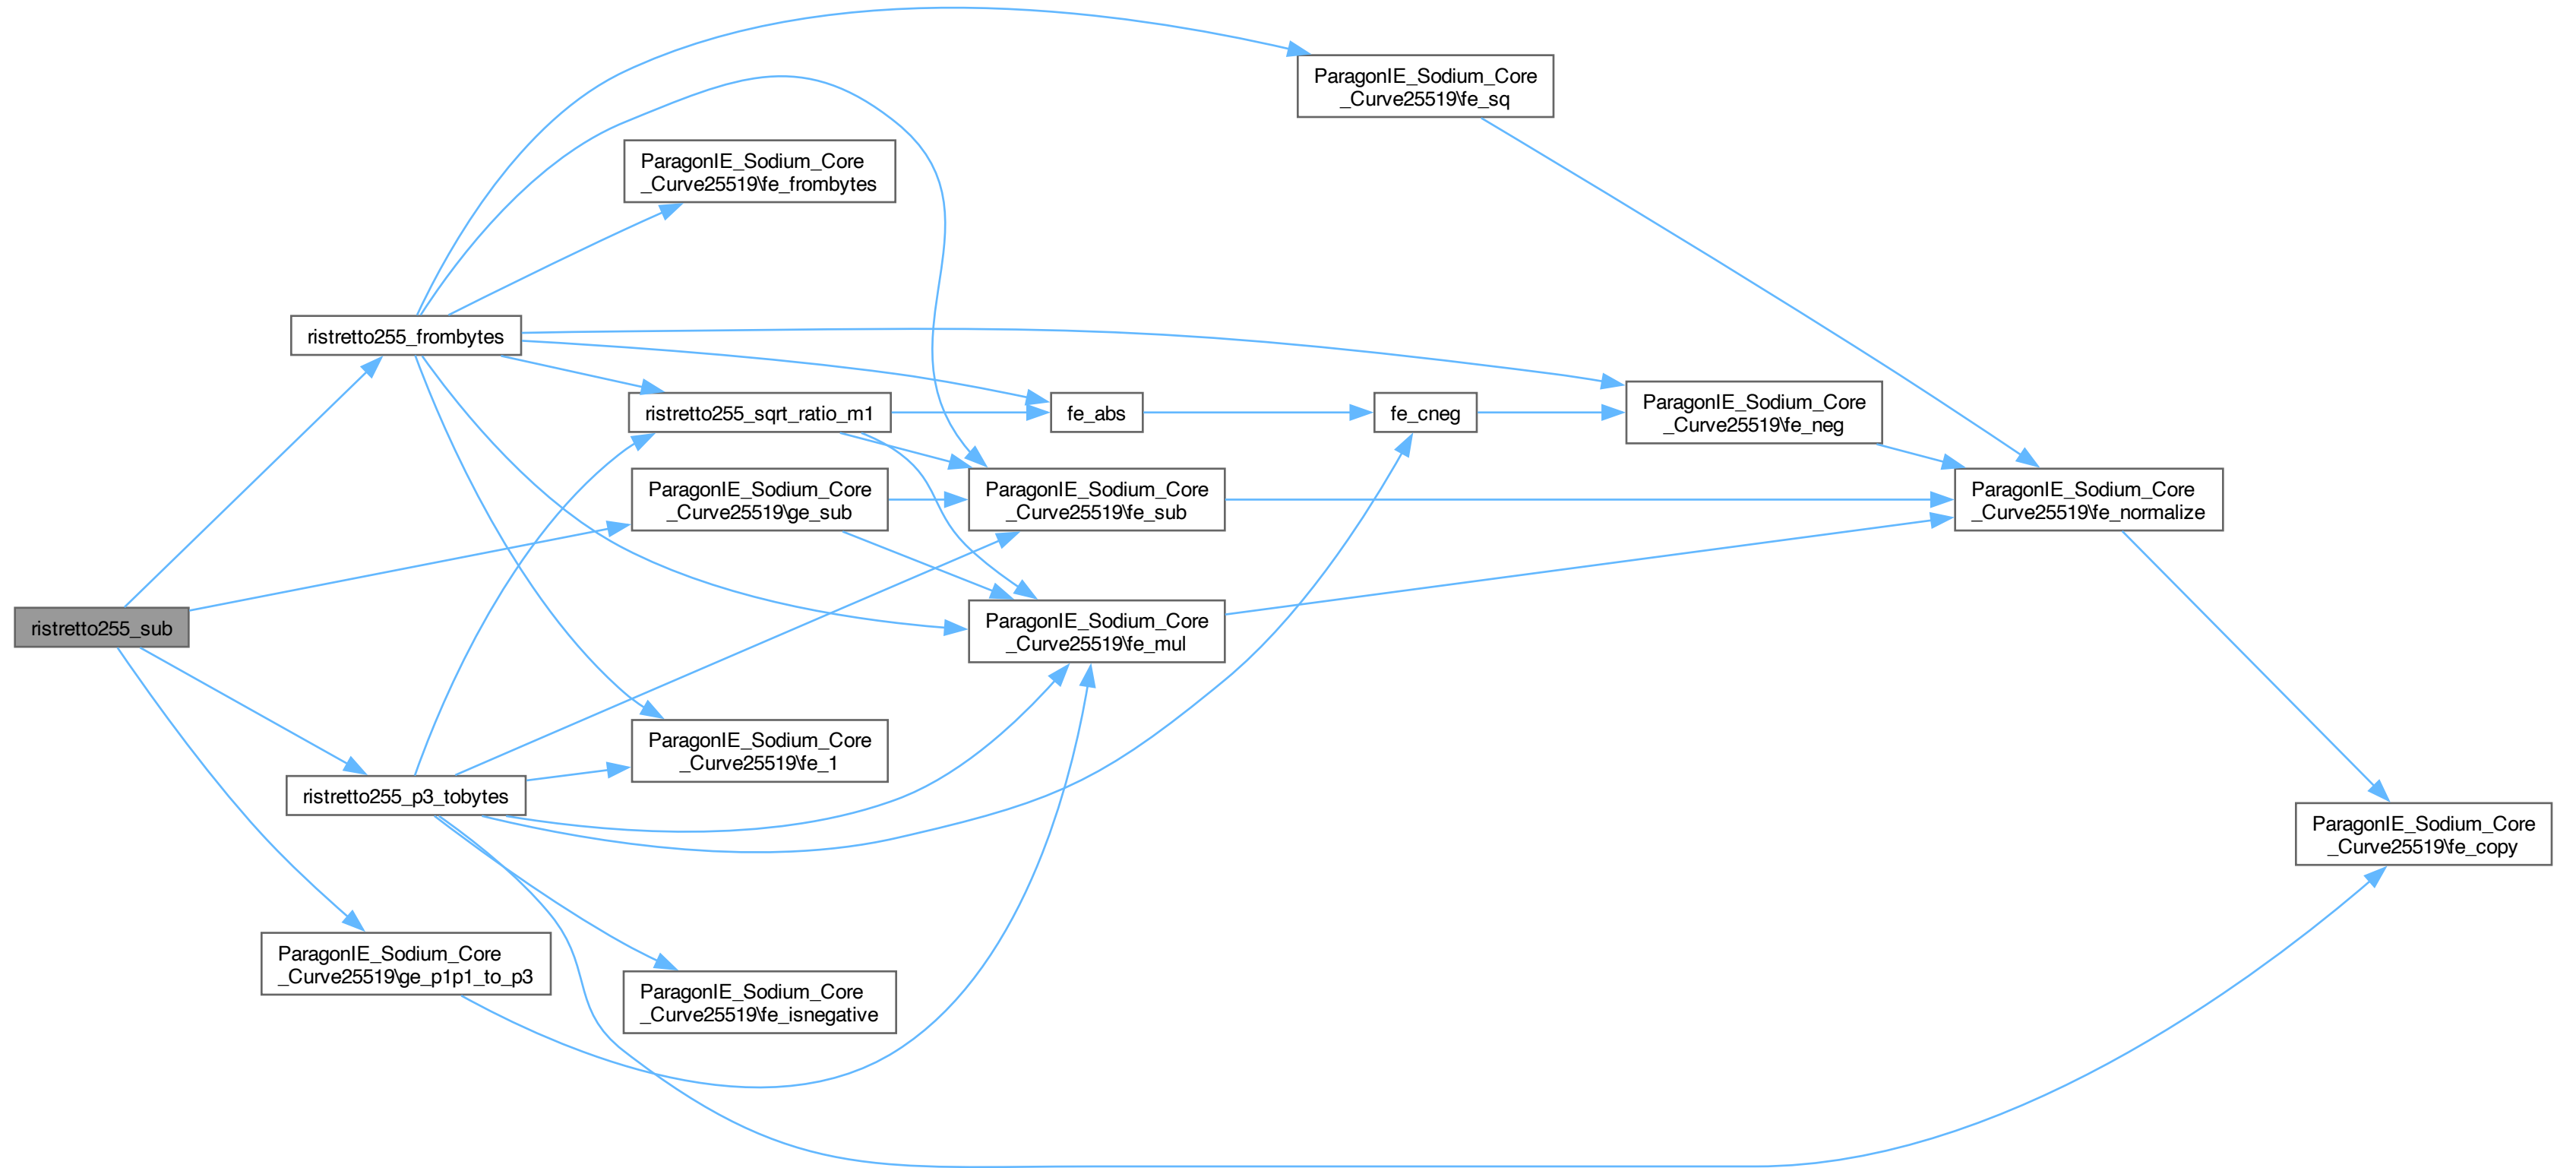 ParagonIE_Sodium_Core
_Curve25519\fe_sq
ParagonIE_Sodium_Core
_Curve25519\fe_frombytes
ristretto255_frombytes
ristretto255_sqrt_ratio_m1
fe_abs
fe_cneg
ParagonIE_Sodium_Core
_Curve25519\fe_neg
ParagonIE_Sodium_Core
_Curve25519\ge_sub
ParagonIE_Sodium_Core
_Curve25519\fe_sub
ParagonIE_Sodium_Core
_Curve25519\fe_normalize
ristretto255_sub
ParagonIE_Sodium_Core
_Curve25519\fe_mul
ParagonIE_Sodium_Core
_Curve25519\fe_1
ristretto255_p3_tobytes
ParagonIE_Sodium_Core
_Curve25519\fe_copy
ParagonIE_Sodium_Core
_Curve25519\ge_p1p1_to_p3
ParagonIE_Sodium_Core
_Curve25519\fe_isnegative